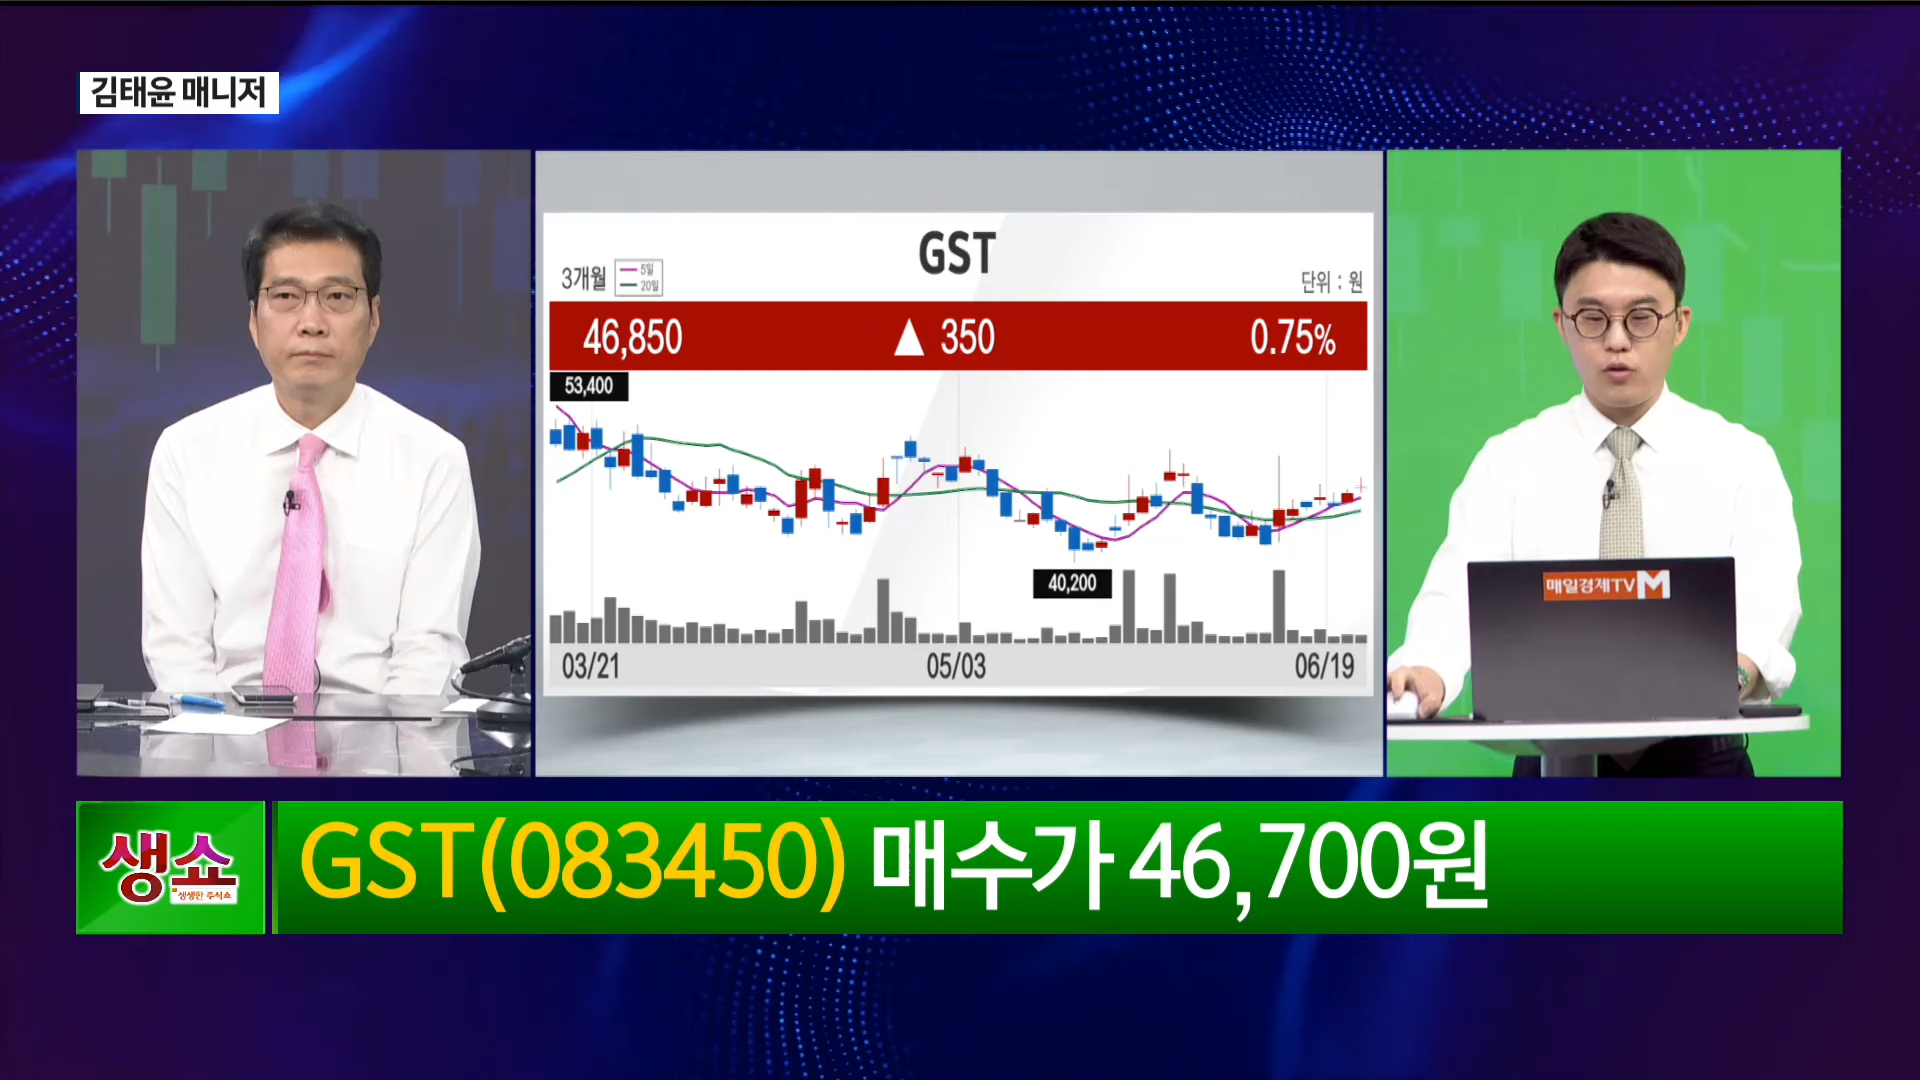 김태윤 매니저
GST
3개월
5일
20일
단위 : 원
46,850 ▲ 350 0.75%
53,400
40,200
03/21 05/03 06/19
매일경제TV M
생쇼
생생한 주식쇼
GST(083450) 매수가 46,700원